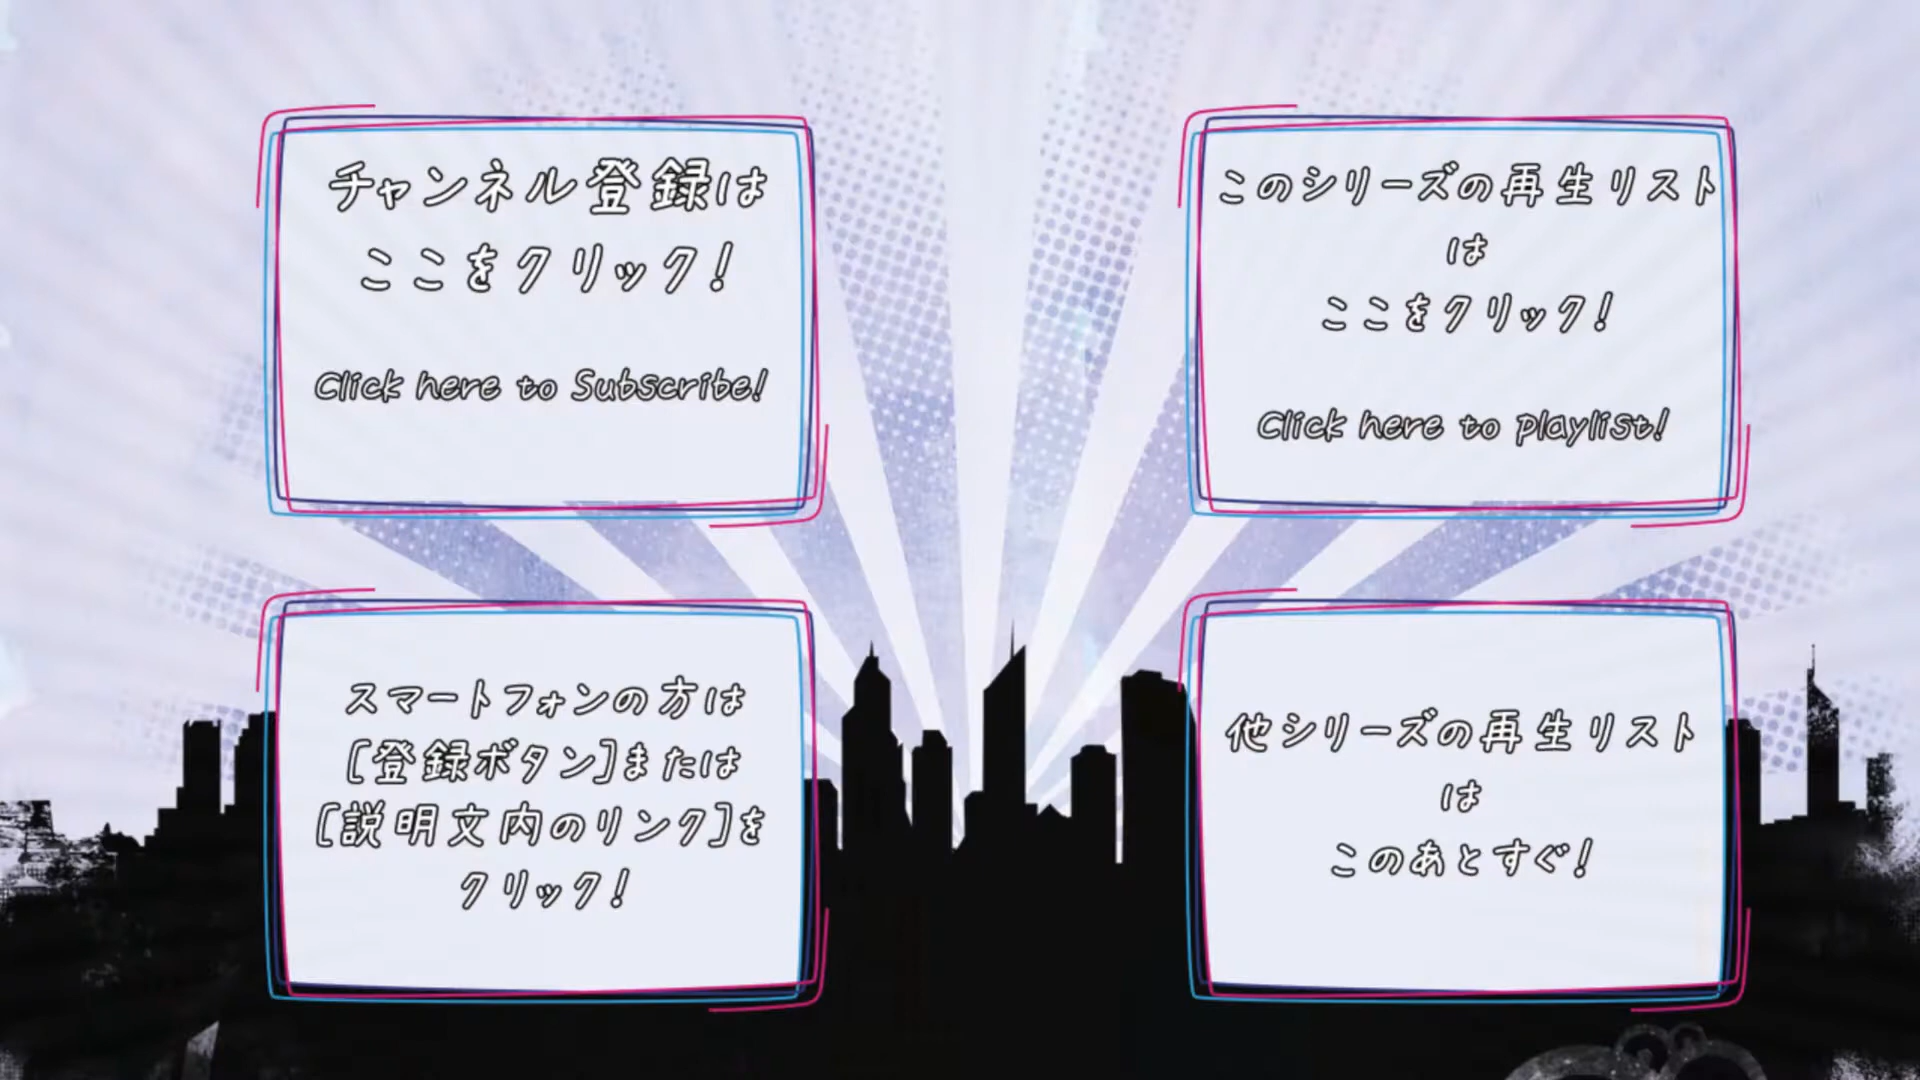 チャンネル登録は
ここをクリック!
Click here to Subscribe!
このシリーズの再生リスト
は
ここをクリック!
Click here to playlist!
スマートフォンの方は
[登録ボタン]または
[説明文内のリンク]を
クリック!
他シリーズの再生リスト
は
このあとすぐ!